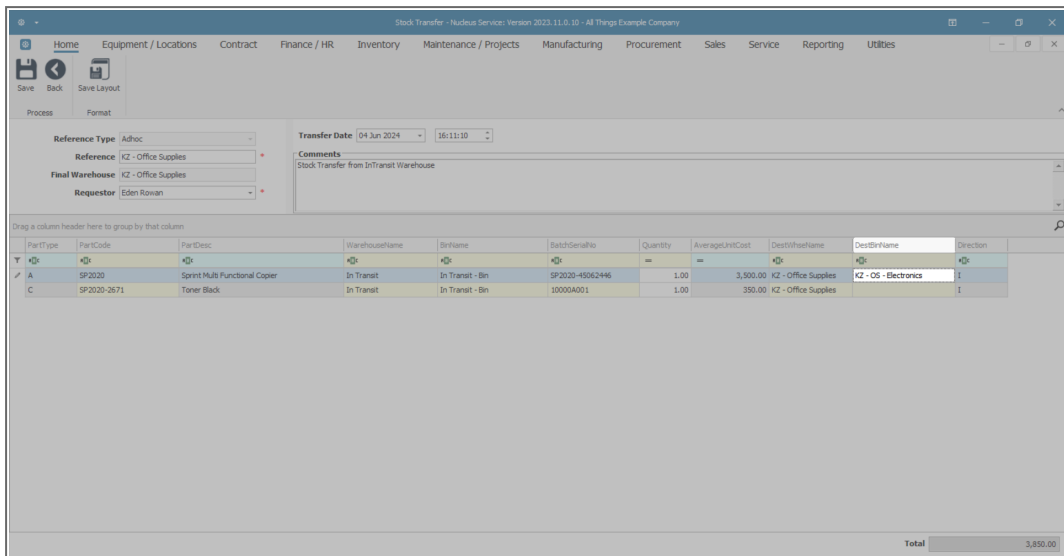 Stock Transfer - Nucleus Service: Version 2023.11.0.10 - All Things Example Company
Home Equipment / Locations Contract Finance / HR Inventory Maintenance / Projects Manufacturing Procurement Sales Service Reporting Utilities
Save Back Save Layout
Process Format
Reference Type Adhoc
Reference KZ - Office Supplies *
Final Warehouse KZ - Office Supplies
Requestor Eden Rowan *
Transfer Date 04 Jun 2024 16:11:10
Comments
Stock Transfer from InTransit Warehouse
Drag a column header here to group by that column
PartType PartCode PartDesc WarehouseName BinName BatchSerialNo Quantity AverageUnitCost DestWhseName DestBinName Direction
= =
A SP2020 Sprint Multi Functional Copier In Transit In Transit - Bin SP2020-45062446 1.00 3,500.00 KZ - Office Supplies KZ - OS - Electronics I
C SP2020-2671 Toner Black In Transit In Transit - Bin 10000A001 1.00 350.00 KZ - Office Supplies I
Total 3,850.00